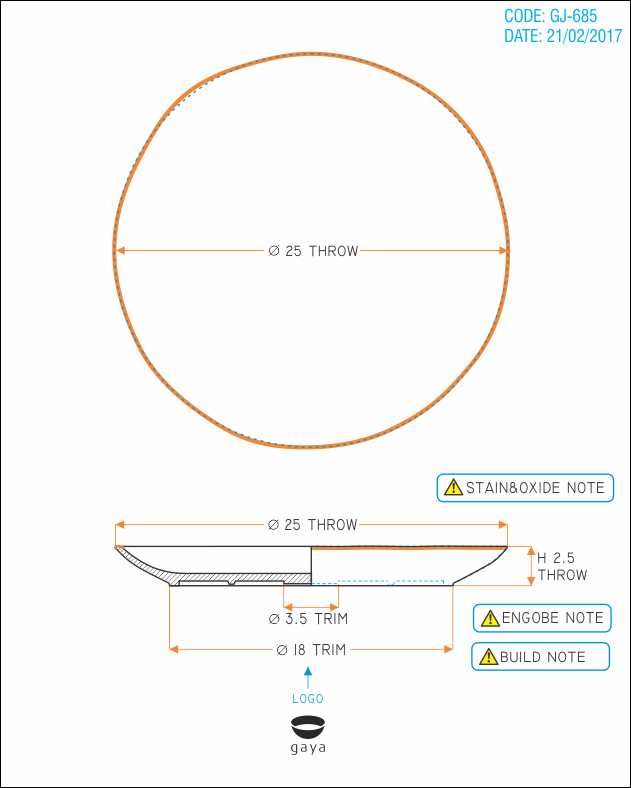 CODE: GJ-685
DATE: 21/02/2017
Ø 25 THROW
STAIN&OXIDE NOTE
Ø 25 THROW
H 2.5
THROW
Ø 3.5 TRIM
ENGOBE NOTE
Ø 18 TRIM
BUILD NOTE
LOGO
gaya